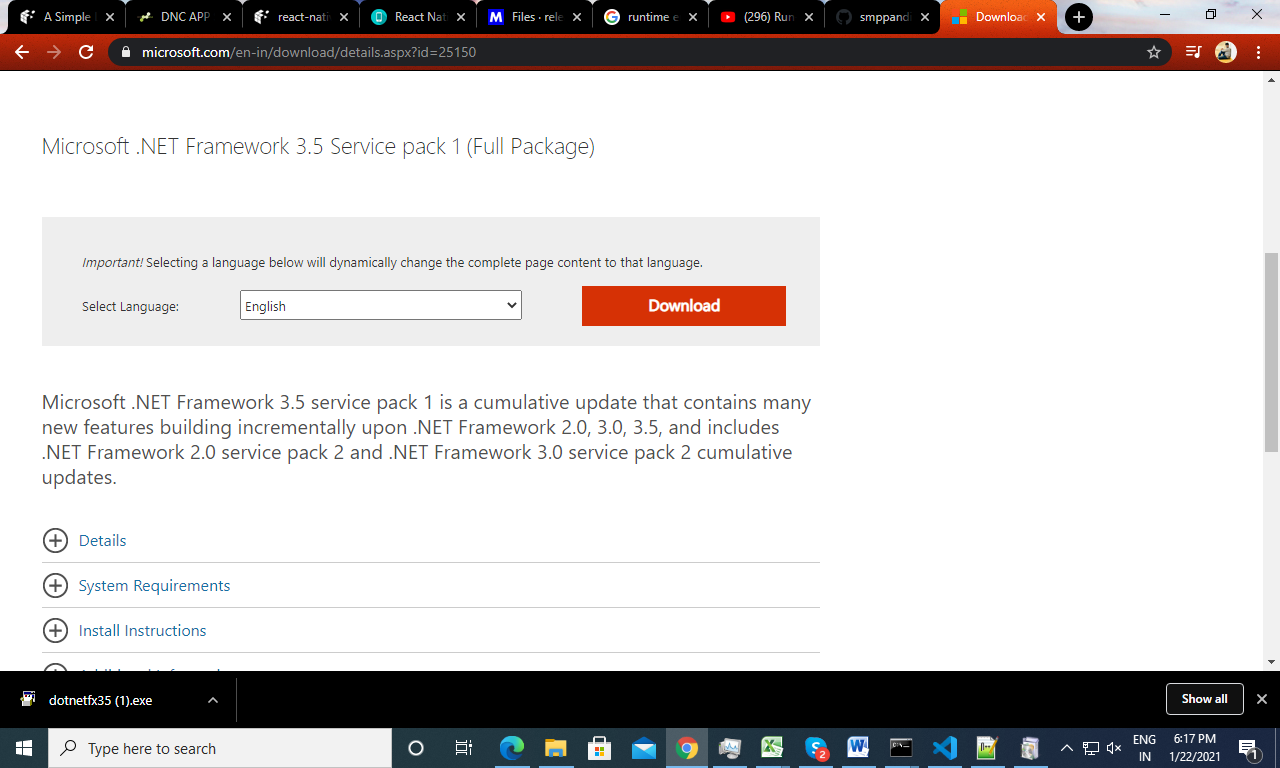 A Simple
DNC APP
react-nati
React Nat
Files · rele
runtime e
(296) Run
smppand
Download
microsoft.com/en-in/download/details.aspx?id=25150
Microsoft .NET Framework 3.5 Service pack 1 (Full Package)
Important! Selecting a language below will dynamically change the complete page content to that language.
Select Language:
English
Download
Microsoft .NET Framework 3.5 service pack 1 is a cumulative update that contains many
new features building incrementally upon .NET Framework 2.0, 3.0, 3.5, and includes
.NET Framework 2.0 service pack 2 and .NET Framework 3.0 service pack 2 cumulative
updates.
Details
System Requirements
Install Instructions
dotnetfx35 (1).exe
Show all
Type here to search
2
ENG
IN
6:17 PM
1/22/2021
1